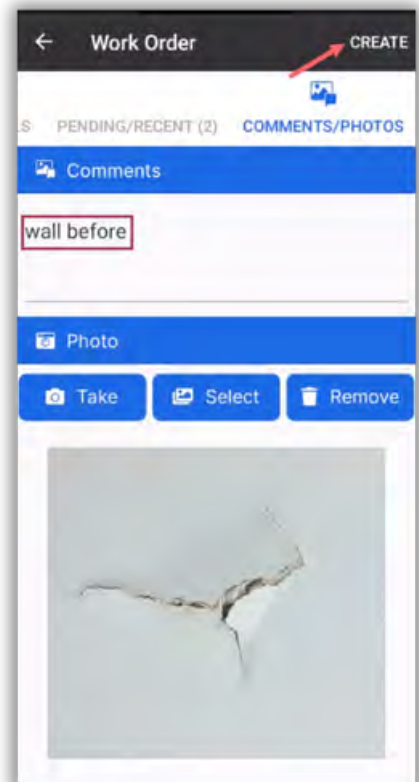 Work Order CREATE
S PENDING/RECENT (2) COMMENTS/PHOTOS
Comments
wall before
Photo
Take Select Remove